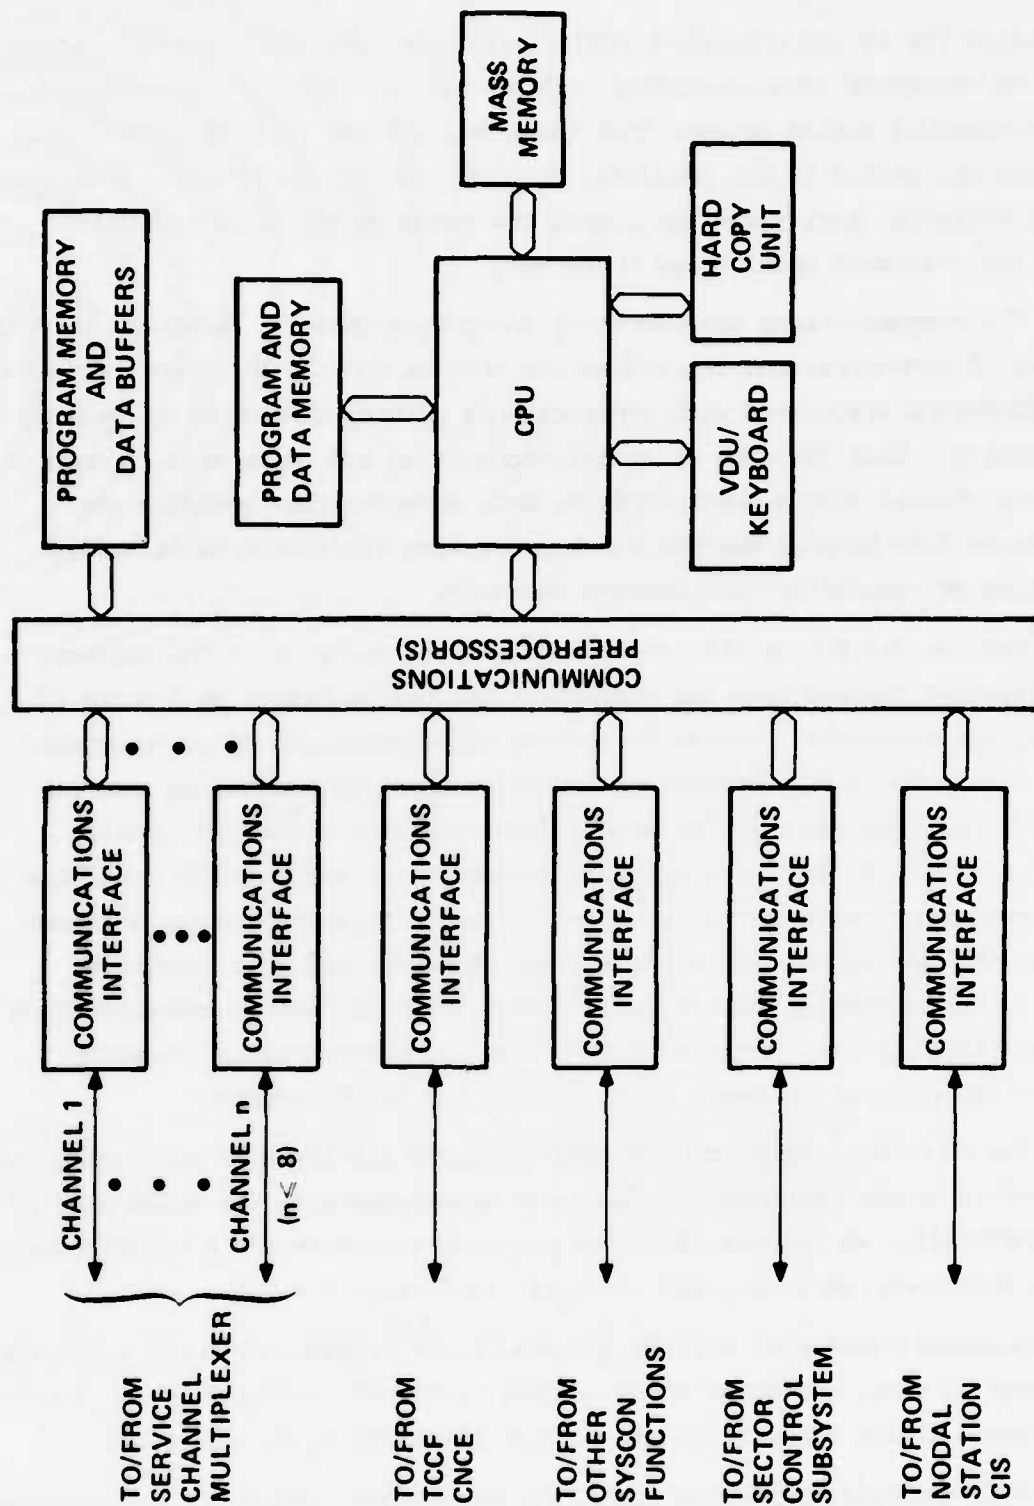 TO/FROM
SERVICE
CHANNEL
MULTIPLEXER
CHANNEL 1
CHANNEL n
(n ≤ 8)
COMMUNICATIONS
INTERFACE
COMMUNICATIONS
INTERFACE
TO/FROM
TCCF
CNCE
COMMUNICATIONS
INTERFACE
TO/FROM
OTHER
SYSCON
FUNCTIONS
COMMUNICATIONS
INTERFACE
TO/FROM
SECTOR
CONTROL
SUBSYSTEM
COMMUNICATIONS
INTERFACE
TO/FROM
NODAL
STATION
CIS
COMMUNICATIONS
INTERFACE
COMMUNICATIONS
PREPROCESSOR(S)
PROGRAM MEMORY
AND
DATA BUFFERS
PROGRAM AND
DATA MEMORY
CPU
MASS
MEMORY
VDU/
KEYBOARD
HARD
COPY
UNIT